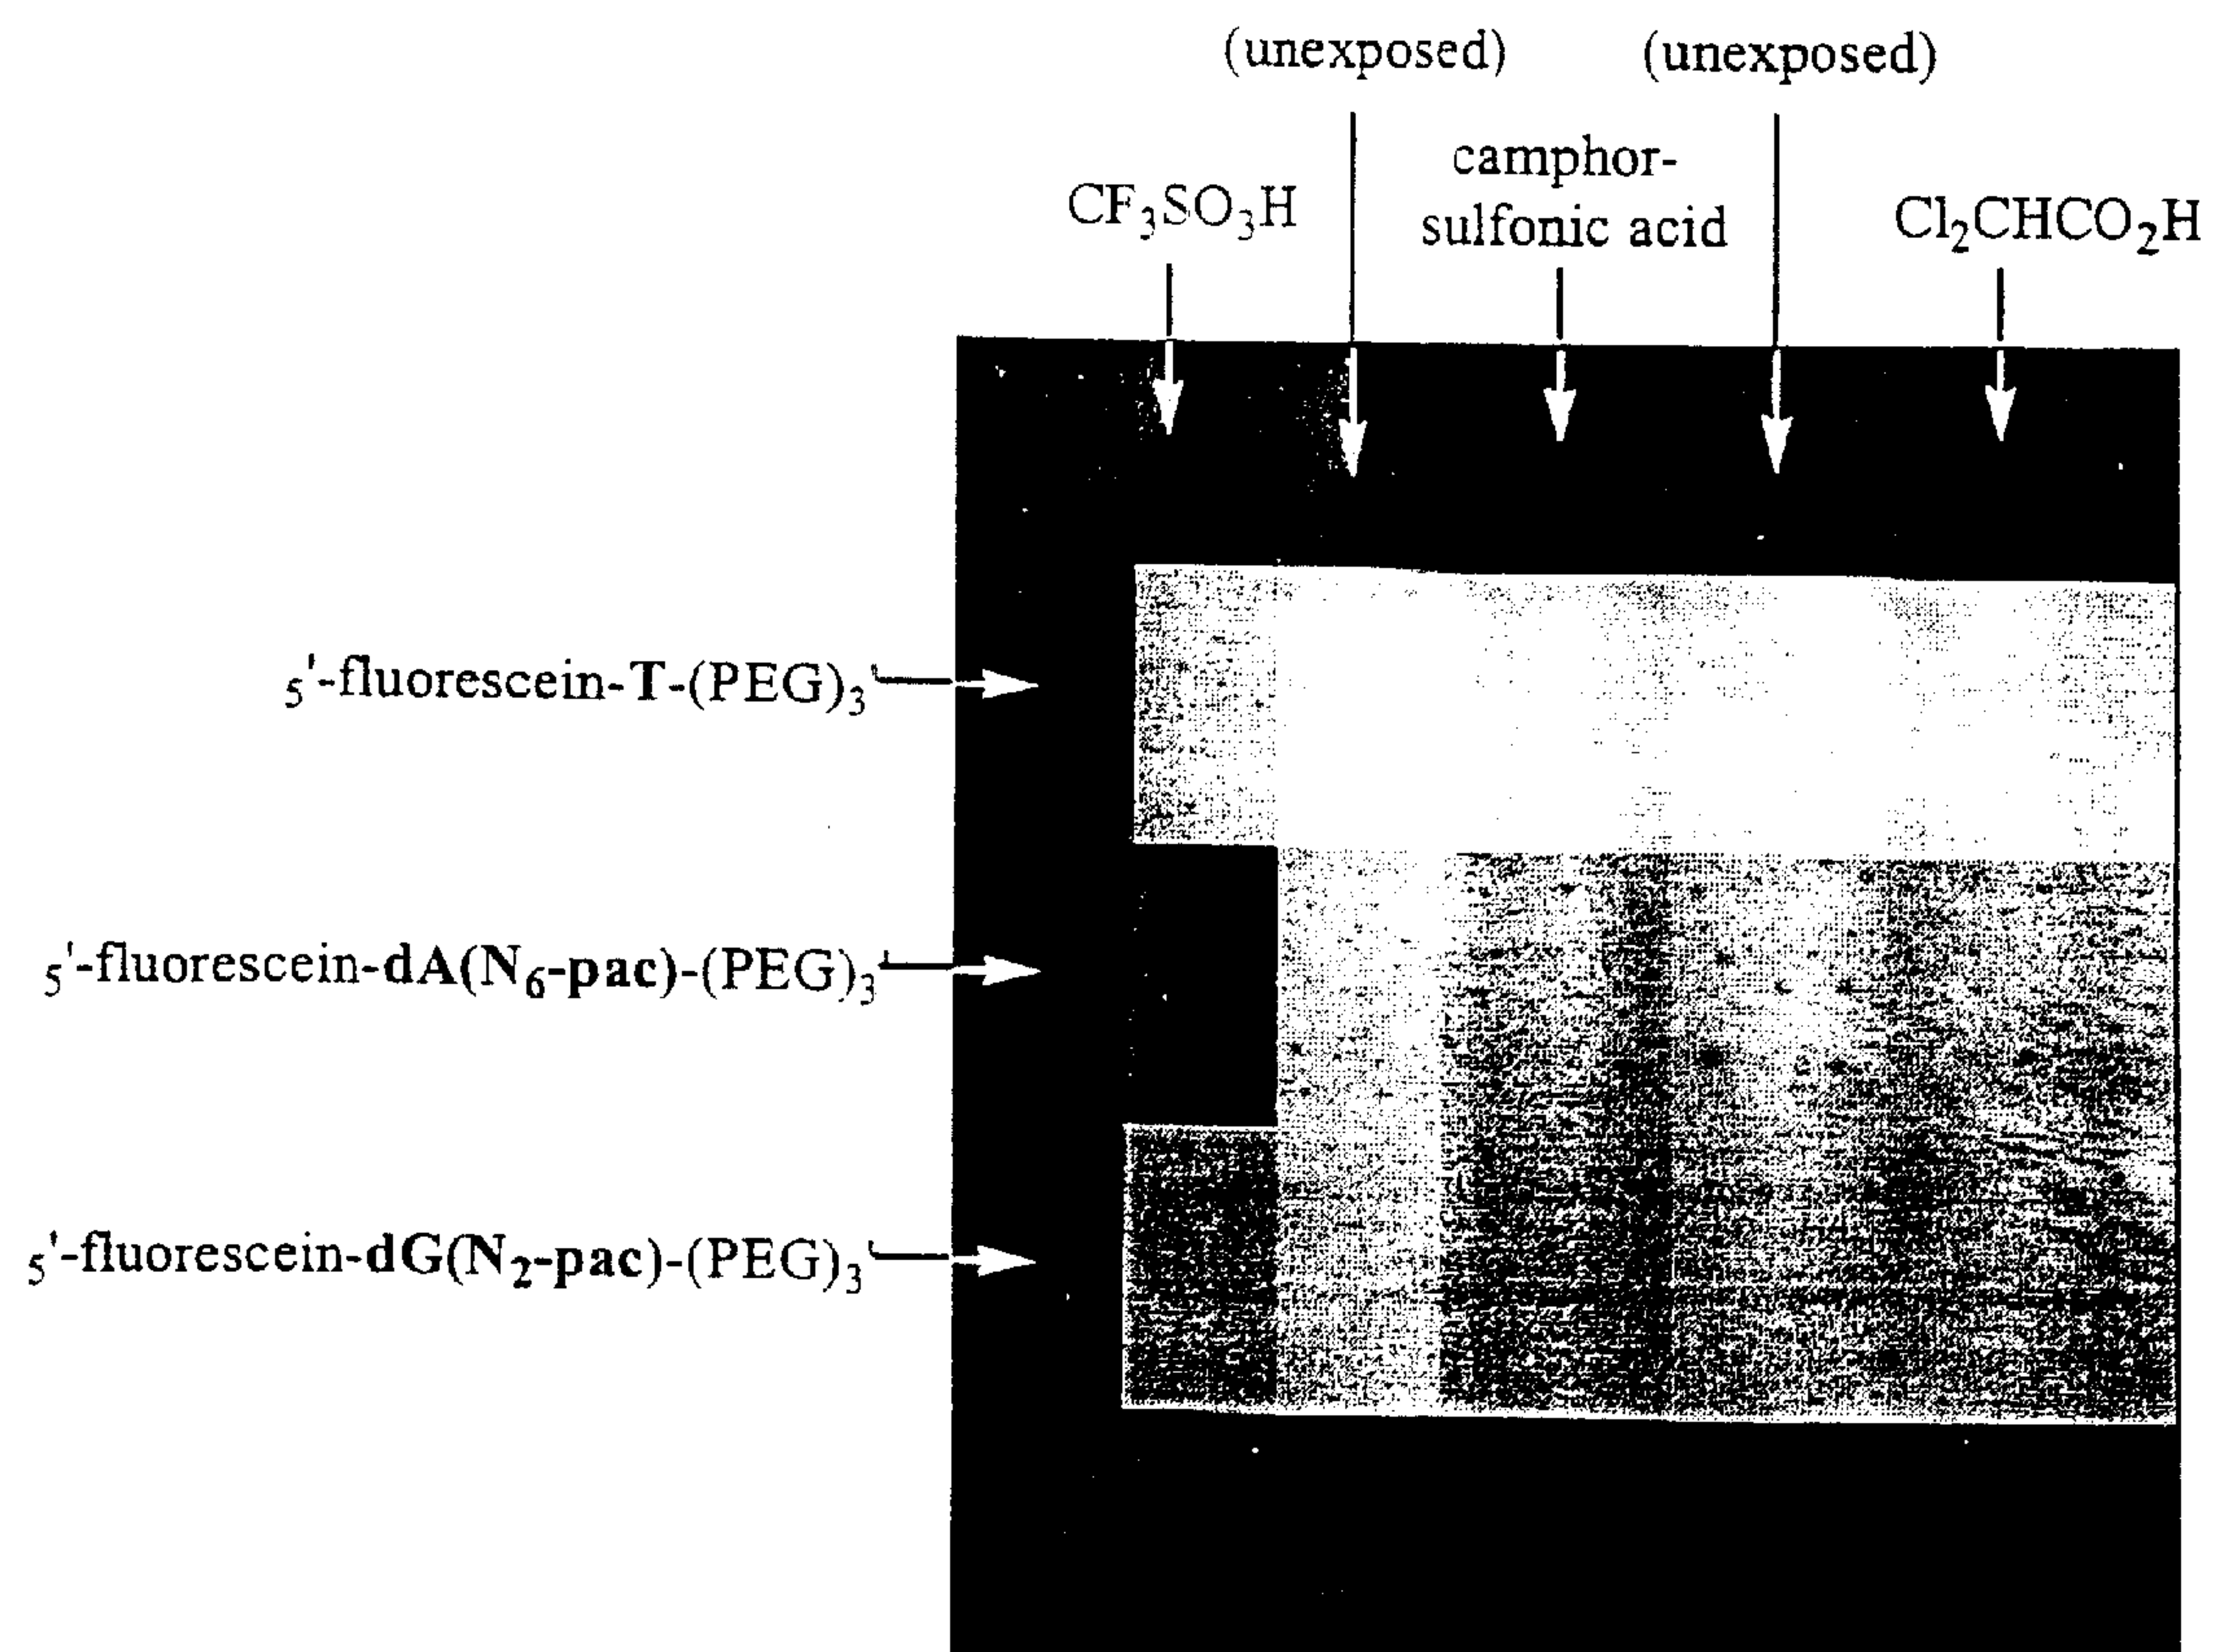 (unexposed) (unexposed)
camphor-
sulfonic acid
CF₃SO₃H
Cl₂CHCO₂H
5'-fluorescein-T-(PEG)₃
5'-fluorescein-dA(N₆-pac)-(PEG)₃
5'-fluorescein-dG(N₂-pac)-(PEG)₃